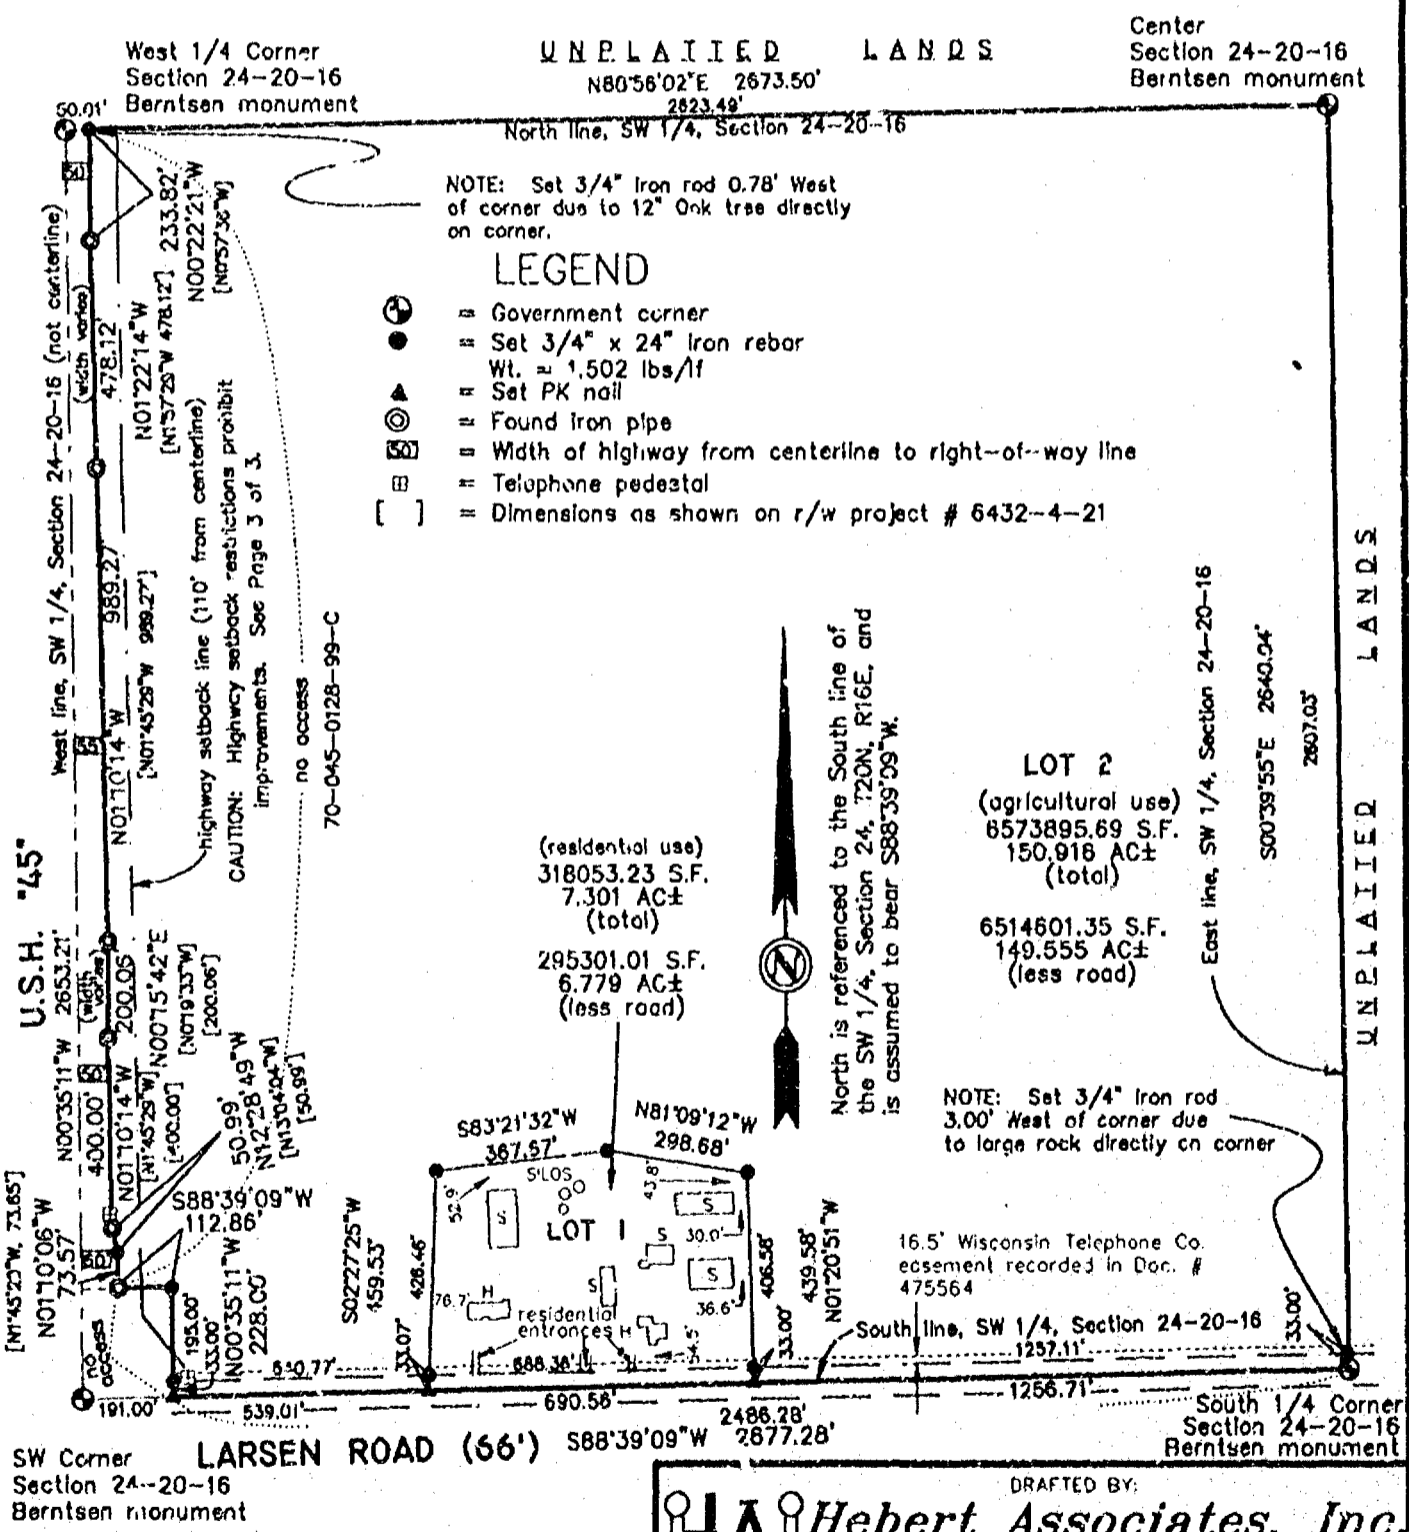 West 1/4 Corner
Section 24-20-16
Berntsen monument
UNPLATTED LANDS
N80°56'02"E 2673.50'
2623.49'
North line, SW 1/4, Section 24-20-16
Center
Section 24-20-16
Berntsen monument
50.01'
NOTE: Set 3/4" Iron rod 0.78' West
of corner due to 12" Oak tree directly
on corner.
LEGEND
= Government corner
= Set 3/4" x 24" Iron rebar
Wt. = 1.502 lbs/lf
= Set PK nail
= Found iron pipe
50 = Width of highway from centerline to right-of-way line
= Telephone pedestal
[ ] = Dimensions as shown on r/w project # 6432-4-21
50
West line, SW 1/4, Section 24-20-16 (not centerline)
(width varies)
478.12'
N01°22'14"W
[N1°57'29"W 478.12']
233.82'
N00°22'21"W
[N0°57'36"W]
989.27'
N01°10'14"W
[N01°45'29"W 989.27']
highway setback line (110' from centerline)
CAUTION: Highway setback restrictions prohibit
improvements. See Page 3 of 3.
no access
70-045-0128-99-C
U.S.H. "45"
N00°35'11"W 2653.21'
(width varies)
200.05'
N00°15'42"E
[N0°19'33"W]
[200.06']
400.00'
N01°10'14"W
[N1°45'29"W]
[400.00']
50.99'
N12°28'49"W
[N13°04'04"W]
[50.99']
[N1°45'29"W, 73.65']
N01°10'06"W
73.57'
60
no access
S88°39'09"W
112.86'
195.00'
33.00'
N00°35'11"W
228.00'
(residential use)
318053.23 S.F.
7.301 AC±
(total)
295301.01 S.F.
6.779 AC±
(less road)
N
North is referenced to the South line of
the SW 1/4, Section 24, T20N, R16E, and
is assumed to bear S88°39'09"W.
LOT 2
(agricultural use)
6573895.69 S.F.
150.916 AC±
(total)
6514601.35 S.F.
149.555 AC±
(less road)
East line, SW 1/4, Section 24-20-16
S00°39'55"E 2640.04'
2607.03'
UNPLATTED LANDS
NOTE: Set 3/4" Iron rod
3.00' West of corner due
to large rock directly on corner
S83°21'32"W
367.57'
N81°09'12"W
298.68'
SILOS
52.9'
43.8'
S
S
LOT 1
S
30.0'
S
S
36.6'
76.7'
H
residential
entrances H
S02°27'25"W
459.53'
426.46'
33.07'
406.58'
439.58'
33.00'
N01°20'51"W
16.5' Wisconsin Telephone Co.
easement recorded in Doc. #
475564
South line, SW 1/4, Section 24-20-16
1257.11'
33.00'
688.36'
191.00'
539.01'
690.56'
1256.71'
2486.28'
S88°39'09"W 2677.28'
LARSEN ROAD (66')
South 1/4 Corner
Section 24-20-16
Berntsen monument
SW Corner
Section 24-20-16
Berntsen monument
DRAFTED BY:
Hebert Associates, Inc.